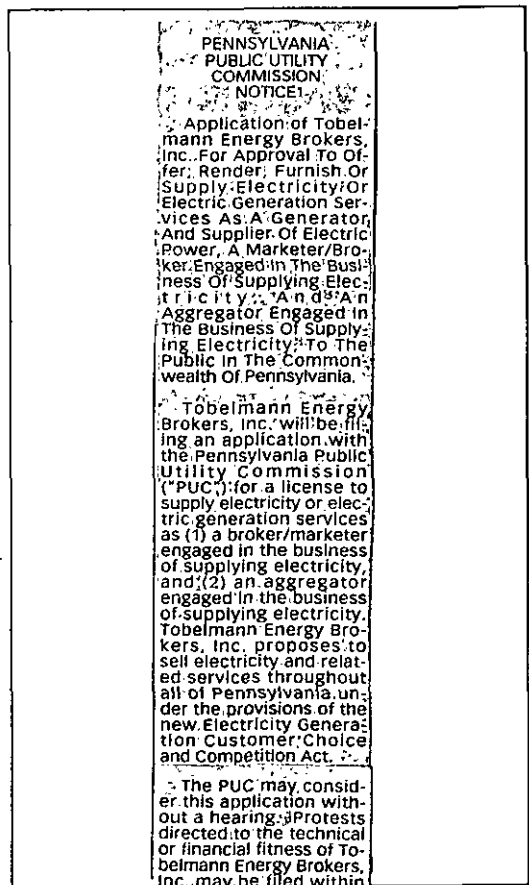 PENNSYLVANIA
PUBLIC UTILITY
COMMISSION
NOTICE
Application of Tobel-
mann Energy Brokers,
Inc. For Approval To Of-
fer, Render, Furnish Or
Supply Electricity Or
Electric Generation Ser-
vices As A Generator
And Supplier Of Electric
Power, A Marketer/Bro-
ker Engaged In The Busi-
ness Of Supplying Elec-
tricity, And An
Aggregator Engaged In
The Business Of Supply-
ing Electricity, To The
Public In The Common-
wealth Of Pennsylvania.
Tobelmann Energy
Brokers, Inc. will be fil-
ing an application with
the Pennsylvania Public
Utility Commission
("PUC") for a license to
supply electricity or elec-
tric generation services
as (1) a broker/marketer
engaged in the business
of supplying electricity,
and (2) an aggregator
engaged in the business
of supplying electricity.
Tobelmann Energy Bro-
kers, Inc. proposes to
sell electricity and relat-
ed services throughout
all of Pennsylvania un-
der the provisions of the
new Electricity Genera-
tion Customer Choice
and Competition Act.
The PUC may consid-
er this application with-
out a hearing. Protests
directed to the technical
or financial fitness of To-
belmann Energy Brokers,
Inc. may be filed within